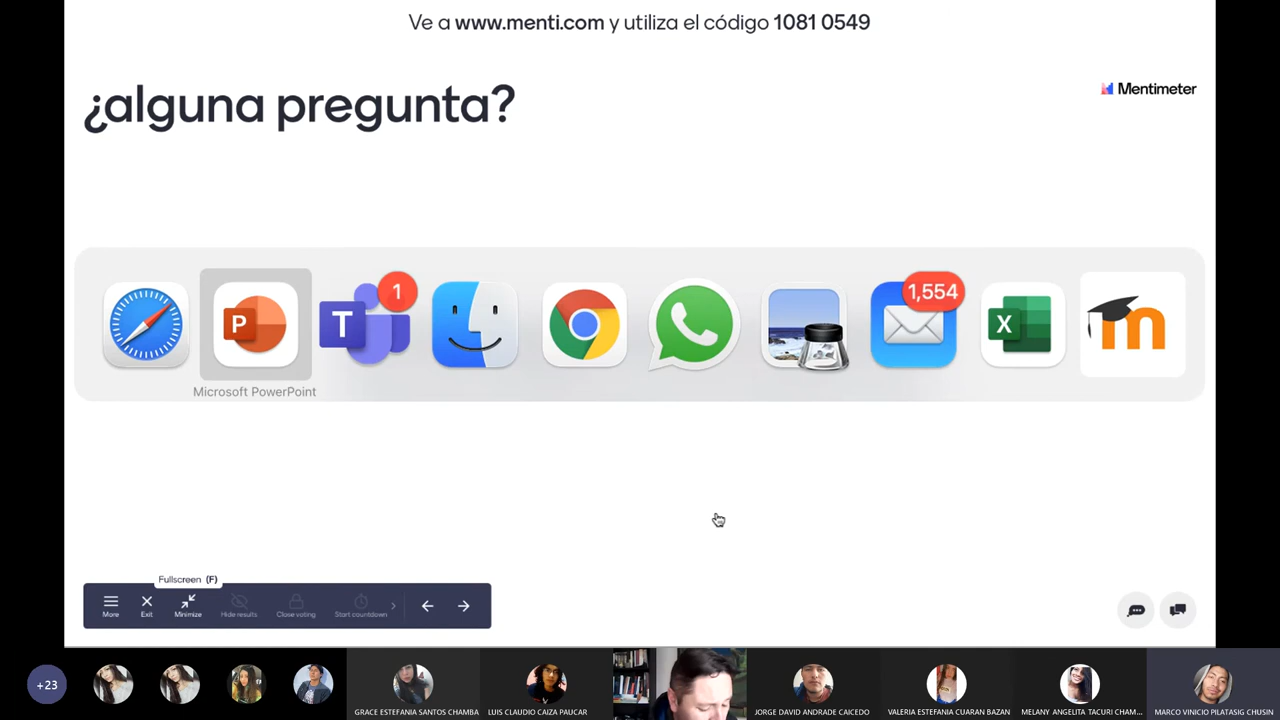 Ve a www.menti.com y utiliza el código 1081 0549
¿alguna pregunta?
Mentimeter
P
T
1
1,554
X
m
Microsoft PowerPoint
Fullscreen (F)
More
Exit
Minimize
Hide results
Close voting
Start countdown
+23
GRACE ESTEFANIA SANTOS CHAMBA
LUIS CLAUDIO CAIZA PAUCAR
JORGE DAVID ANDRADE CAICEDO
VALERIA ESTEFANIA CUARAN BAZAN
MELANY ANGELITA TACURI CHAM...
MARCO VINICIO PILATASIG CHUSIN